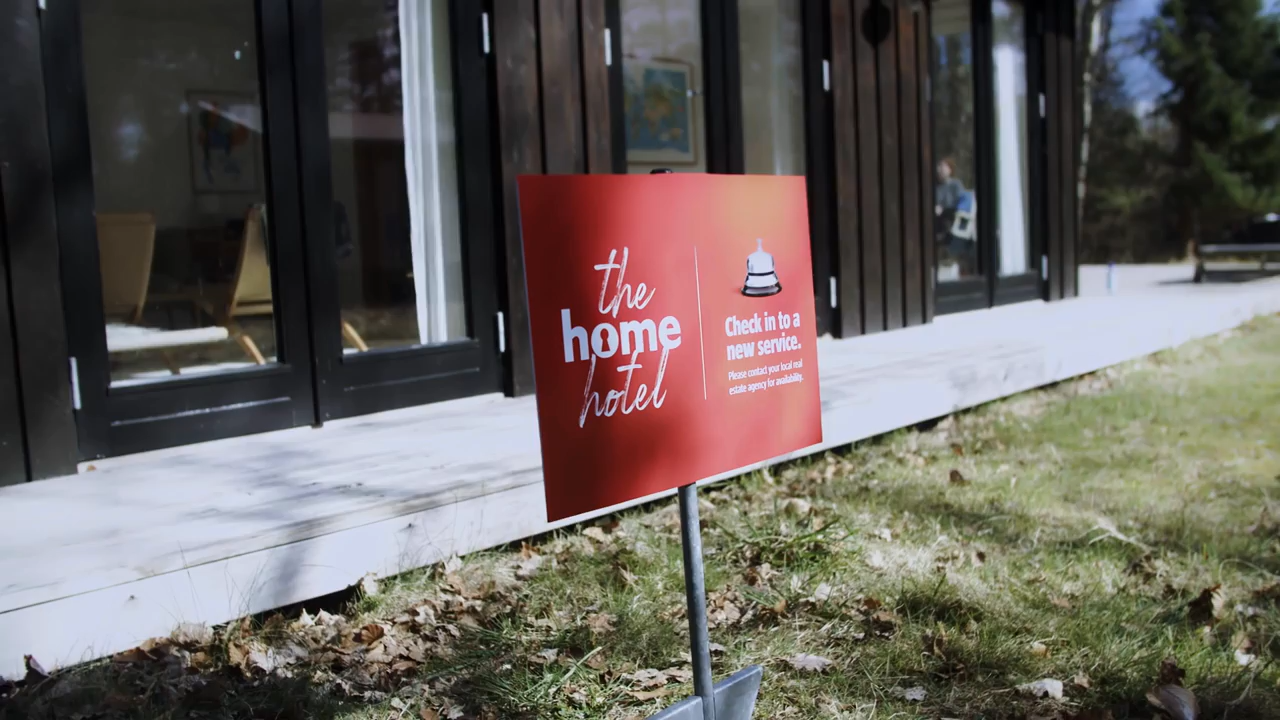 the
home
hotel
Check in to a
new service.
Please contact your local real
estate agency for availability.